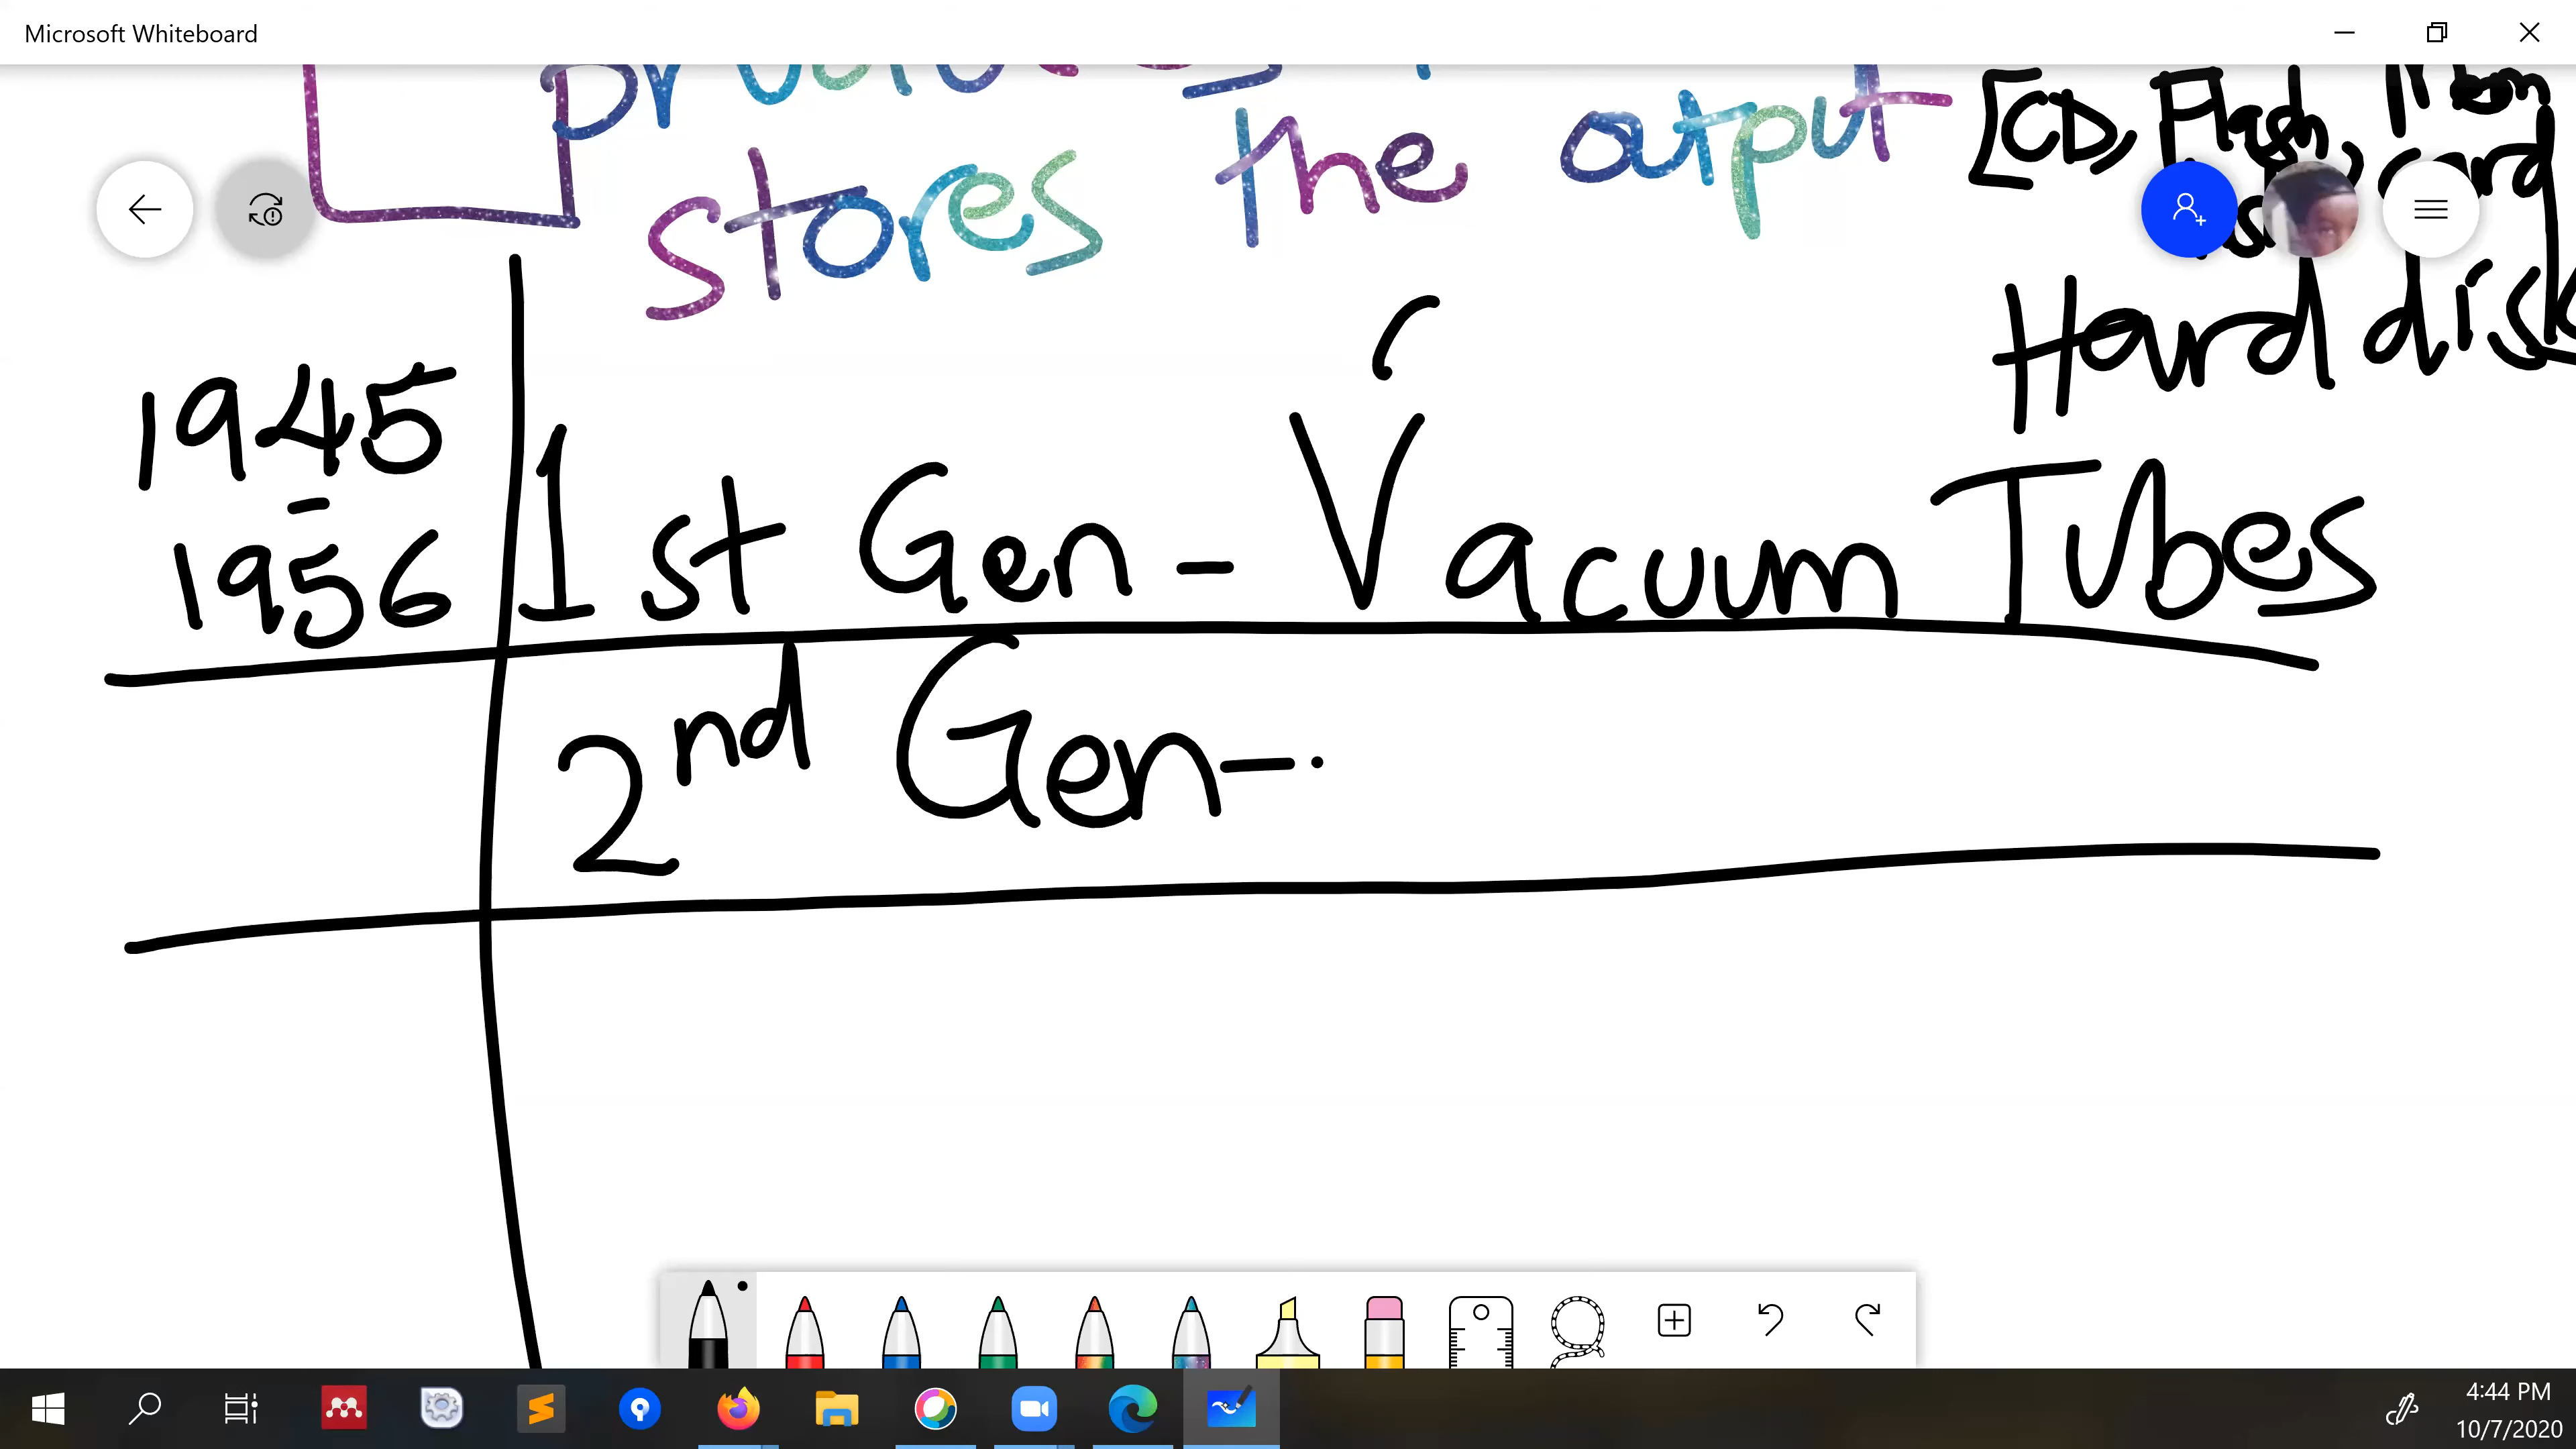 Microsoft Whiteboard
stores the output
[CD, Flash,
Hard disk
1945
-
1956
1st Gen - Vacuum Tubes
2nd Gen-
4:44 PM
10/7/2020